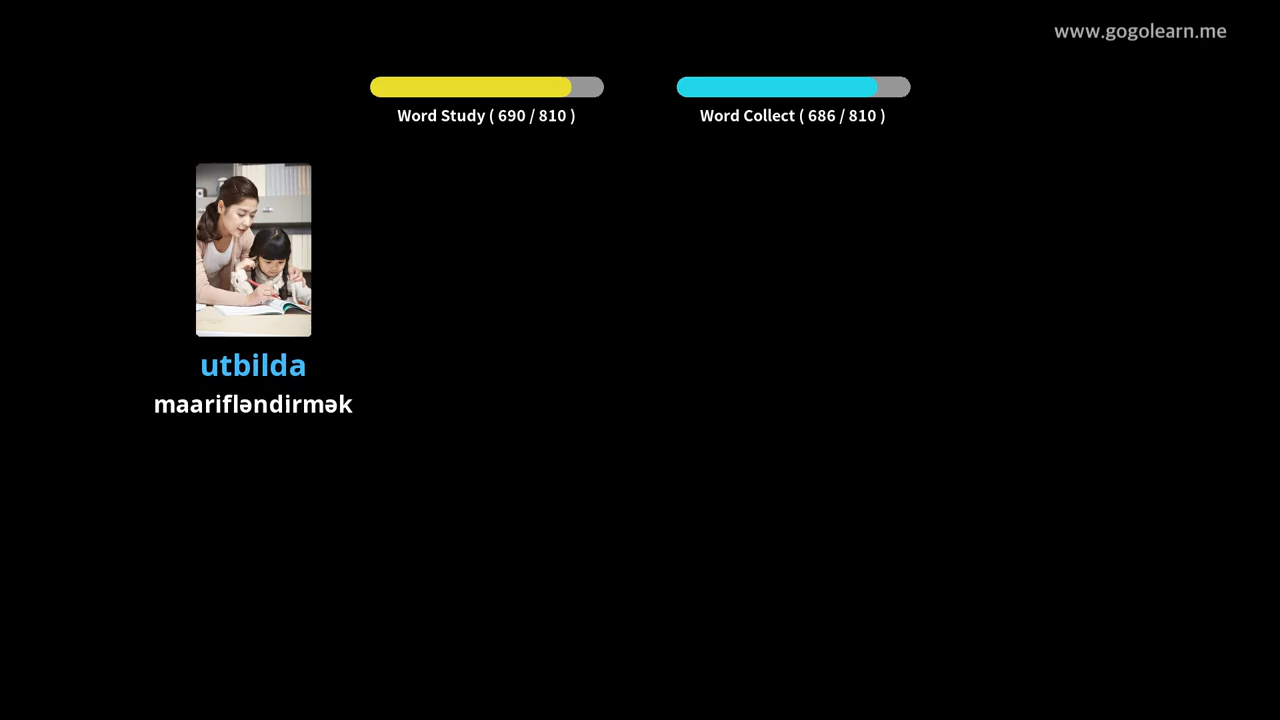 www.gogolearn.me
Word Study ( 690 / 810 )
Word Collect ( 686 / 810 )
utbilda
maarifləndirmək